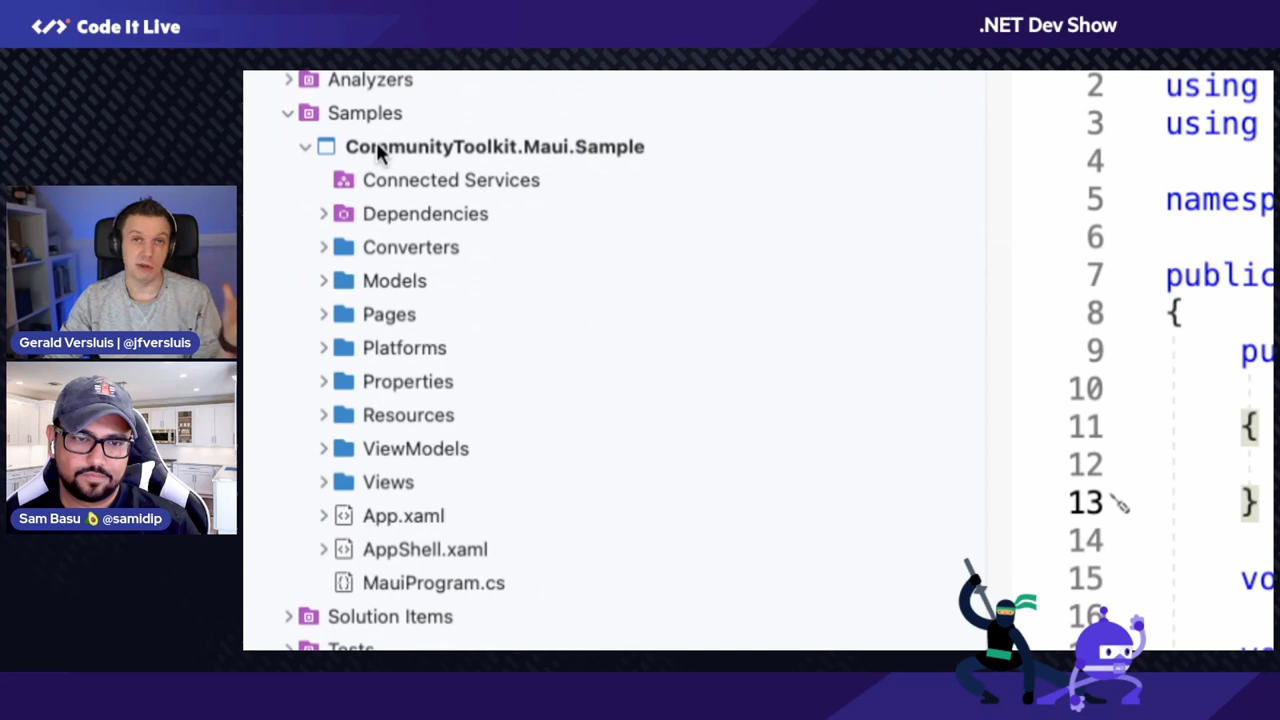 Code It Live
.NET Dev Show
Analyzers
Samples
CommunityToolkit.Maui.Sample
Connected Services
Dependencies
Converters
Models
Pages
Platforms
Properties
Resources
ViewModels
Views
App.xaml
AppShell.xaml
MauiProgram.cs
Solution Items
Tests
2 using
3 using
4
5 namesp
6
7 public
8 {
9 pu
10
11 {
12
13 }
14
15 vo
16
Gerald Versluis | @jfversluis
Sam Basu 🥑 @samidip